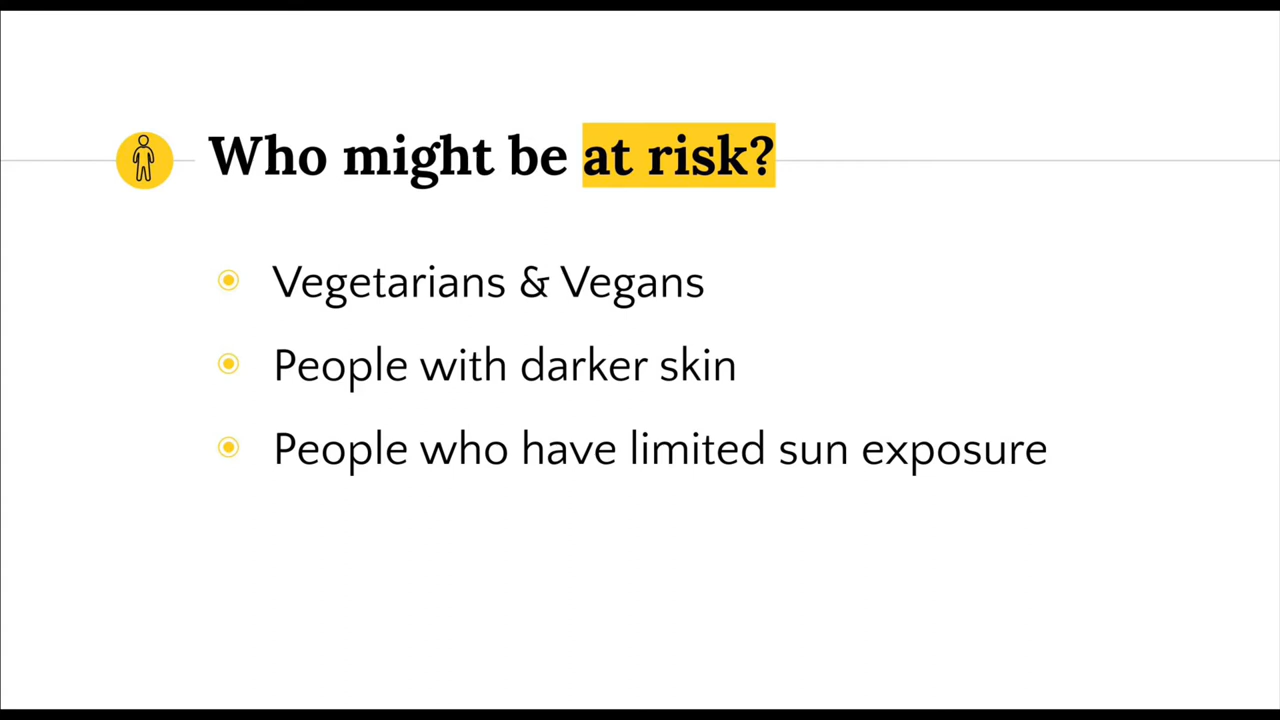 Who might be at risk?
Vegetarians & Vegans
People with darker skin
People who have limited sun exposure